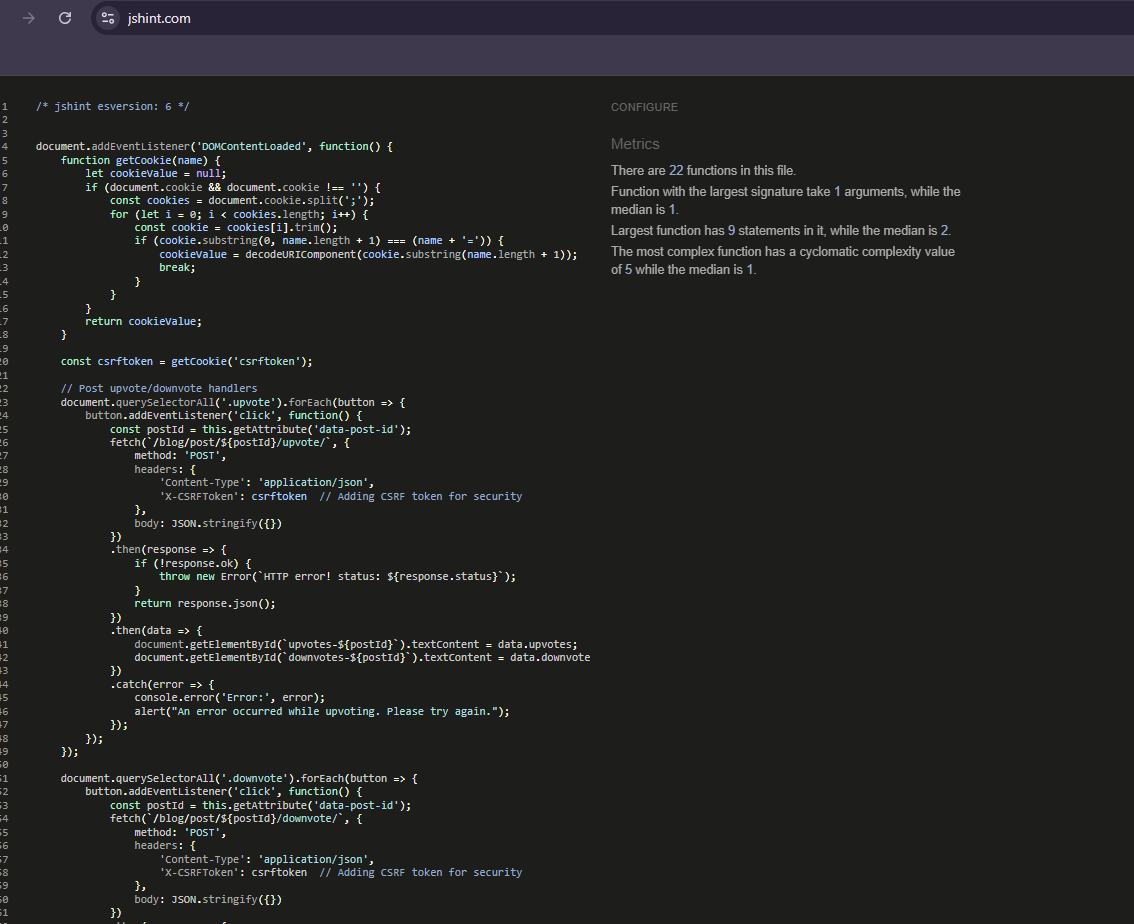 jshint.com
1 /* jshint esversion: 6 */
2
3
4 document.addEventListener('DOMContentLoaded', function() {
5 function getCookie(name) {
6 let cookieValue = null;
7 if (document.cookie && document.cookie !== '') {
8 const cookies = document.cookie.split(';');
9 for (let i = 0; i < cookies.length; i++) {
0 const cookie = cookies[i].trim();
1 if (cookie.substring(0, name.length + 1) === (name + '=')) {
2 cookieValue = decodeURIComponent(cookie.substring(name.length + 1));
3 break;
4 }
5 }
6 }
7 return cookieValue;
8 }
9
20 const csrftoken = getCookie('csrftoken');
21
22 // Post upvote/downvote handlers
23 document.querySelectorAll('.upvote').forEach(button => {
24 button.addEventListener('click', function() {
25 const postId = this.getAttribute('data-post-id');
26 fetch(`/blog/post/${postId}/upvote/`, {
27 method: 'POST',
28 headers: {
29 'Content-Type': 'application/json',
30 'X-CSRFToken': csrftoken // Adding CSRF token for security
31 },
32 body: JSON.stringify({})
33 })
34 .then(response => {
35 if (!response.ok) {
36 throw new Error(`HTTP error! status: ${response.status}`);
37 }
38 return response.json();
39 })
40 .then(data => {
41 document.getElementById(`upvotes-${postId}`).textContent = data.upvotes;
42 document.getElementById(`downvotes-${postId}`).textContent = data.downvote
43 })
44 .catch(error => {
45 console.error('Error:', error);
46 alert("An error occurred while upvoting. Please try again.");
47 });
48 });
49 });
50
51 document.querySelectorAll('.downvote').forEach(button => {
52 button.addEventListener('click', function() {
53 const postId = this.getAttribute('data-post-id');
54 fetch(`/blog/post/${postId}/downvote/`, {
55 method: 'POST',
56 headers: {
57 'Content-Type': 'application/json',
58 'X-CSRFToken': csrftoken // Adding CSRF token for security
59 },
60 body: JSON.stringify({})
61 })
CONFIGURE
Metrics
There are 22 functions in this file.
Function with the largest signature take 1 arguments, while the
median is 1.
Largest function has 9 statements in it, while the median is 2.
The most complex function has a cyclomatic complexity value
of 5 while the median is 1.